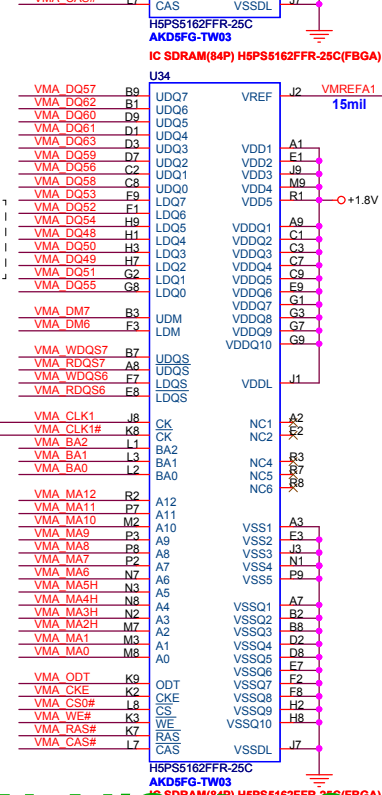 CAS VSSDL
H5PS5162FFR-25C
AKD5FG-TW03
IC SDRAM(84P) H5PS5162FFR-25C(FBGA)
U34
VMA_DQ57 B9 UDQ7
VMA_DQ62 B1 UDQ6
VMA_DQ60 D9 UDQ5
VMA_DQ61 D1 UDQ4
VMA_DQ63 D3 UDQ3
VMA_DQ59 D7 UDQ2
VMA_DQ56 C2 UDQ1
VMA_DQ58 C8 UDQ0
VMA_DQ53 F9 LDQ7
VMA_DQ52 F1 LDQ6
VMA_DQ54 H9 LDQ5
VMA_DQ48 H1 LDQ4
VMA_DQ50 H3 LDQ3
VMA_DQ49 H7 LDQ2
VMA_DQ51 G2 LDQ1
VMA_DQ55 G8 LDQ0
VMA_DM7 B3 UDM
VMA_DM6 F3 LDM
VMA_WDQS7 B7 UDQS
VMA_RDQS7 A8 UDQS
VMA_WDQS6 F7 LDQS
VMA_RDQS6 E8 LDQS
VMA_CLK1 J8 CK
VMA_CLK1# K8 CK
VMA_BA2 L1 BA2
VMA_BA1 L3 BA1
VMA_BA0 L2 BA0
VMA_MA12 R2 A12
VMA_MA11 P7 A11
VMA_MA10 M2 A10
VMA_MA9 P3 A9
VMA_MA8 P8 A8
VMA_MA7 P2 A7
VMA_MA6 N7 A6
VMA_MA5H N3 A5
VMA_MA4H N8 A4
VMA_MA3H N2 A3
VMA_MA2H M7 A2
VMA_MA1 M3 A1
VMA_MA0 M8 A0
VMA_ODT K9 ODT
VMA_CKE K2 CKE
VMA_CS0# L8 CS
VMA_WE# K3 WE
VMA_RAS# K7 RAS
VMA_CAS# L7 CAS
VREF J2 VMREFA1
15mil
VDD1 A1
VDD2 E1
VDD3 J9
VDD4 M9
VDD5 R1
+1.8V
VDDQ1 A9
VDDQ2 C1
VDDQ3 C3
VDDQ4 C7
VDDQ5 C9
VDDQ6 E9
VDDQ7 G1
VDDQ8 G3
VDDQ9 G7
VDDQ10 G9
VDDL J1
NC1 A2
NC2 E2
NC4 R3
NC5 R7
NC6 R8
VSS1 A3
VSS2 E3
VSS3 J3
VSS4 N1
VSS5 P9
VSSQ1 A7
VSSQ2 B2
VSSQ3 B8
VSSQ4 D2
VSSQ5 D8
VSSQ6 E7
VSSQ7 F2
VSSQ8 F8
VSSQ9 H2
VSSQ10 H8
VSSDL J7
H5PS5162FFR-25C
AKD5FG-TW03
IC SDRAM(84P) H5PS5162FFR-25C(FBGA)